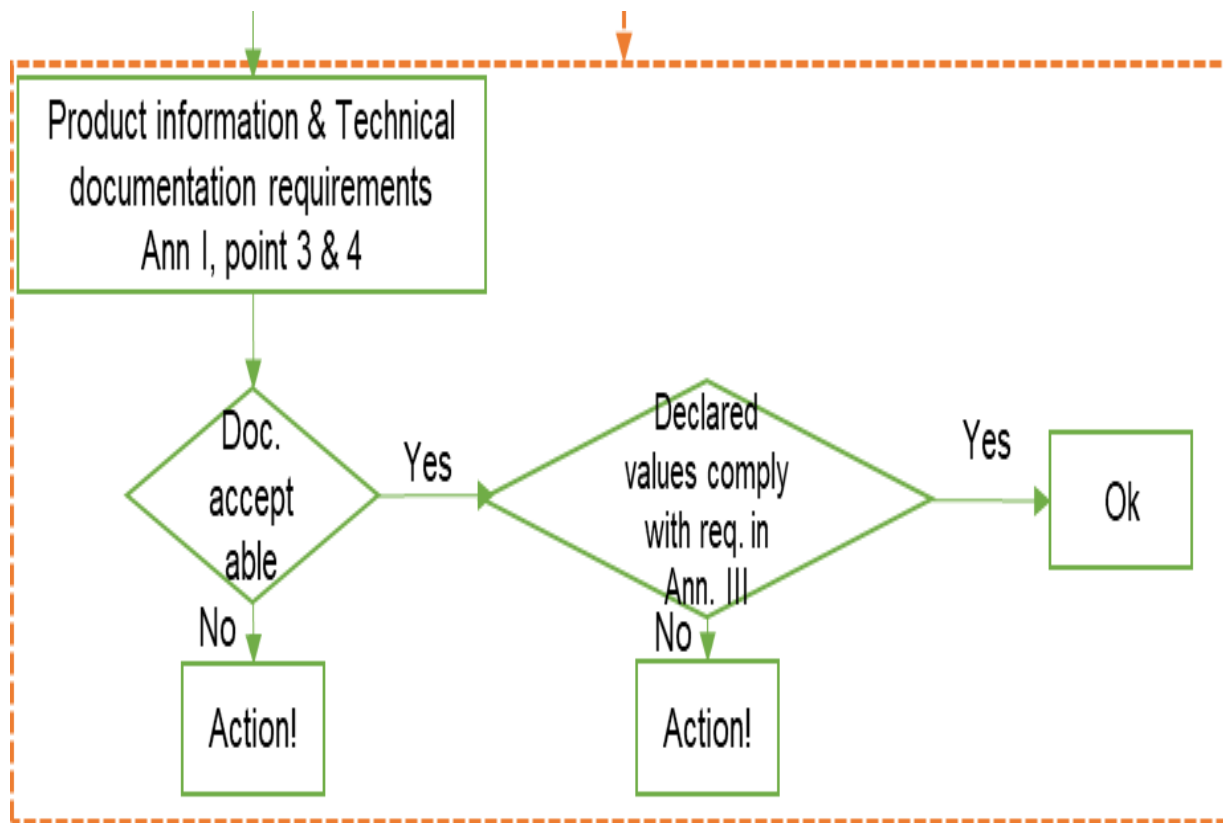 Product information & Technical
documentation requirements
Ann I, point 3 & 4
Doc.
accept
able
Yes
No
Action!
Declared
values comply
with req. in
Ann. III
Yes
No
Action!
Ok